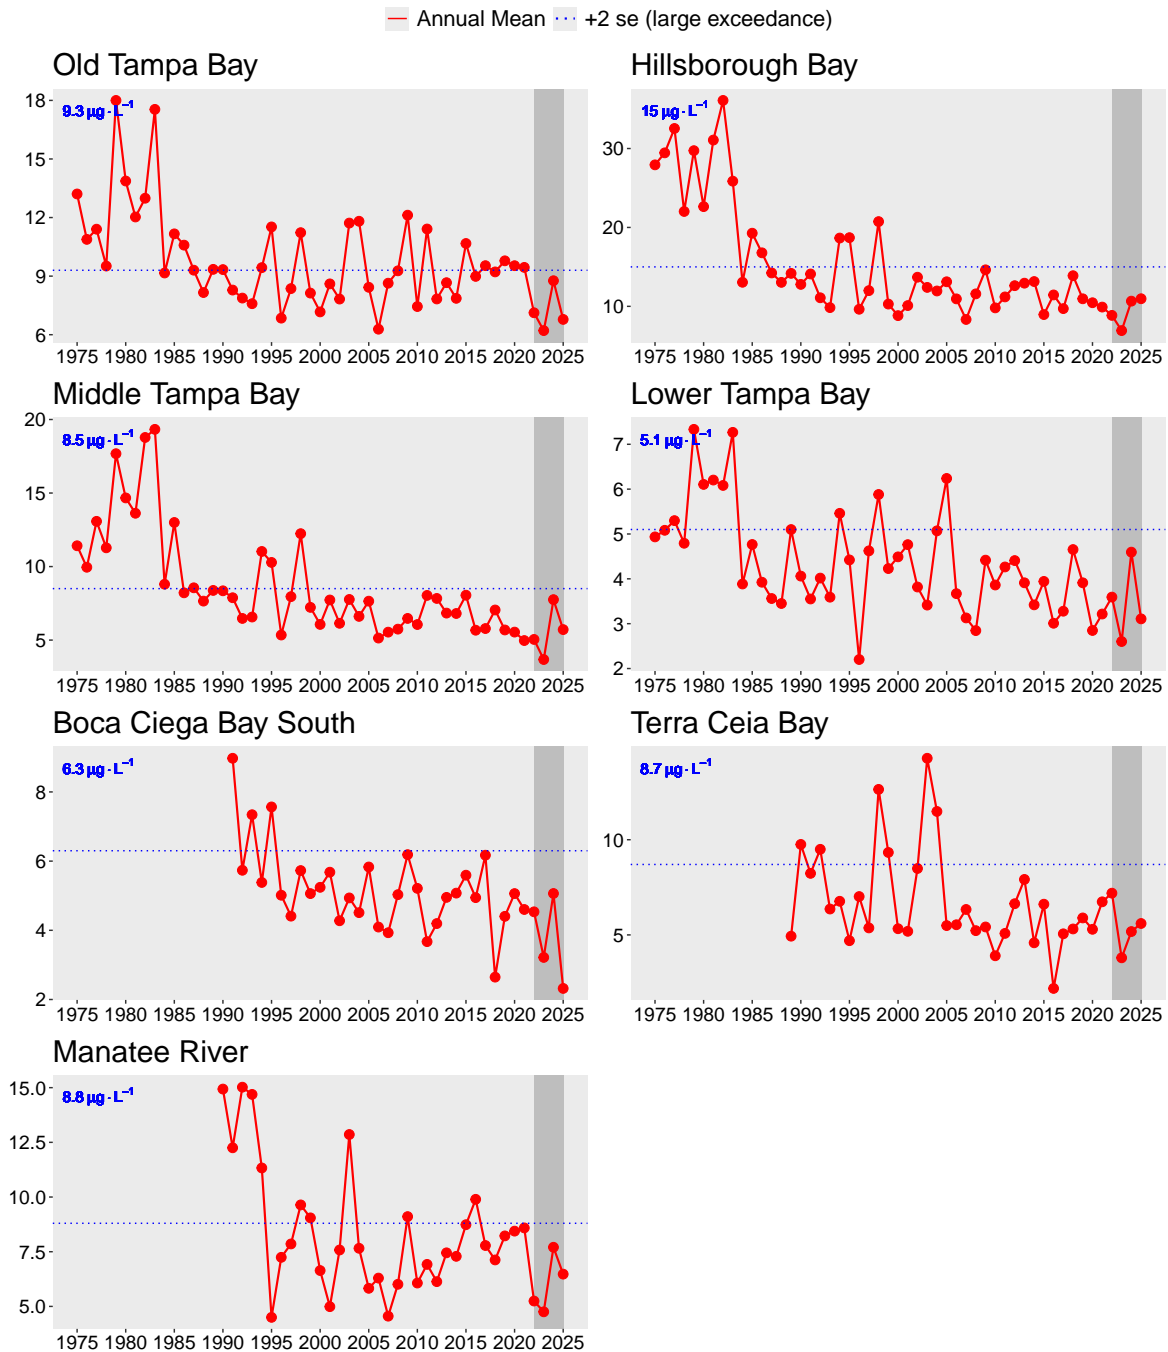 Annual Mean +2 se (large exceedance)
Old Tampa Bay
9.3 µg·L⁻¹
18
15
12
9
6
1975 1980 1985 1990 1995 2000 2005 2010 2015 2020 2025
Hillsborough Bay
15 µg·L⁻¹
30
20
10
1975 1980 1985 1990 1995 2000 2005 2010 2015 2020 2025
Middle Tampa Bay
8.5 µg·L⁻¹
20
15
10
5
1975 1980 1985 1990 1995 2000 2005 2010 2015 2020 2025
Lower Tampa Bay
5.1 µg·L⁻¹
7
6
5
4
3
2
1975 1980 1985 1990 1995 2000 2005 2010 2015 2020 2025
Boca Ciega Bay South
6.3 µg·L⁻¹
8
6
4
2
1975 1980 1985 1990 1995 2000 2005 2010 2015 2020 2025
Terra Ceia Bay
8.7 µg·L⁻¹
10
5
1975 1980 1985 1990 1995 2000 2005 2010 2015 2020 2025
Manatee River
8.8 µg·L⁻¹
15.0
12.5
10.0
7.5
5.0
1975 1980 1985 1990 1995 2000 2005 2010 2015 2020 2025